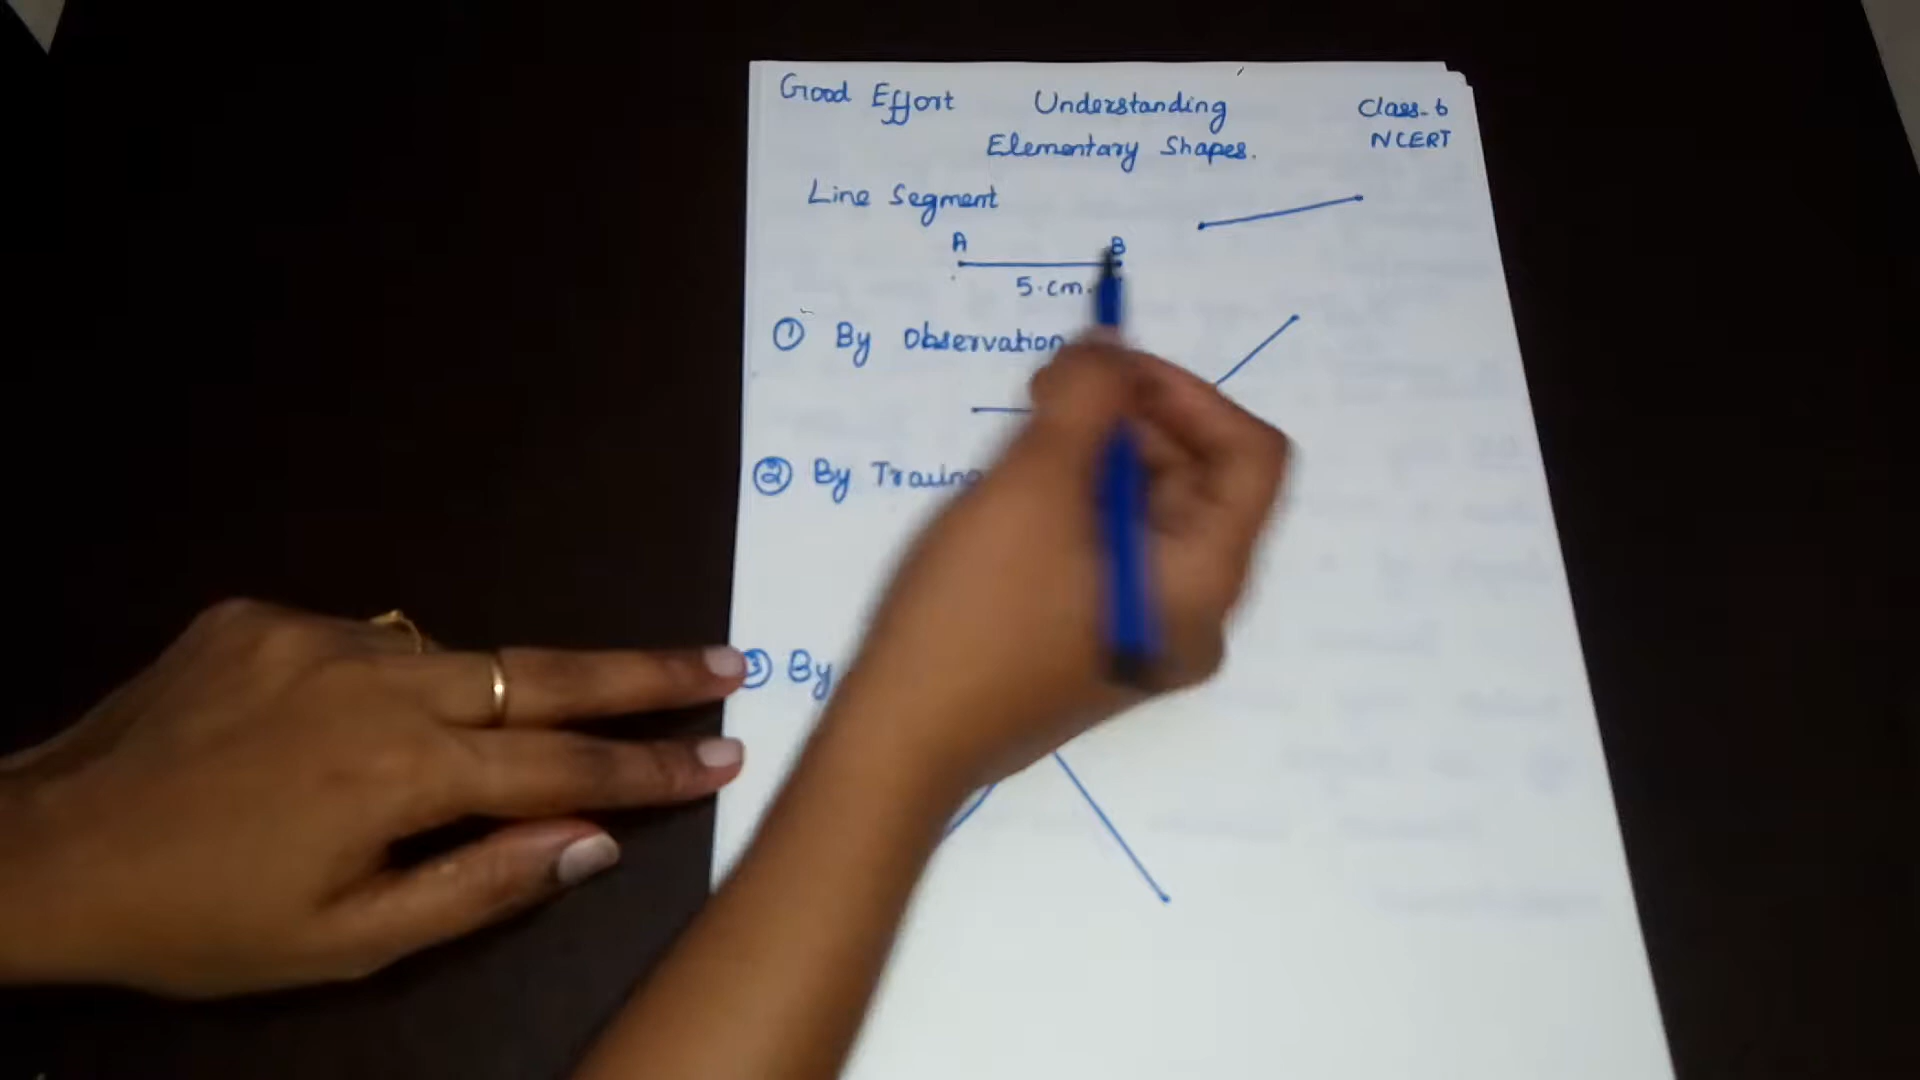 Good Effort
Understanding
Elementary Shapes.
Class-6
NCERT
Line Segment
A B
5.cm.
① By Observation
② By Tracing
③ By